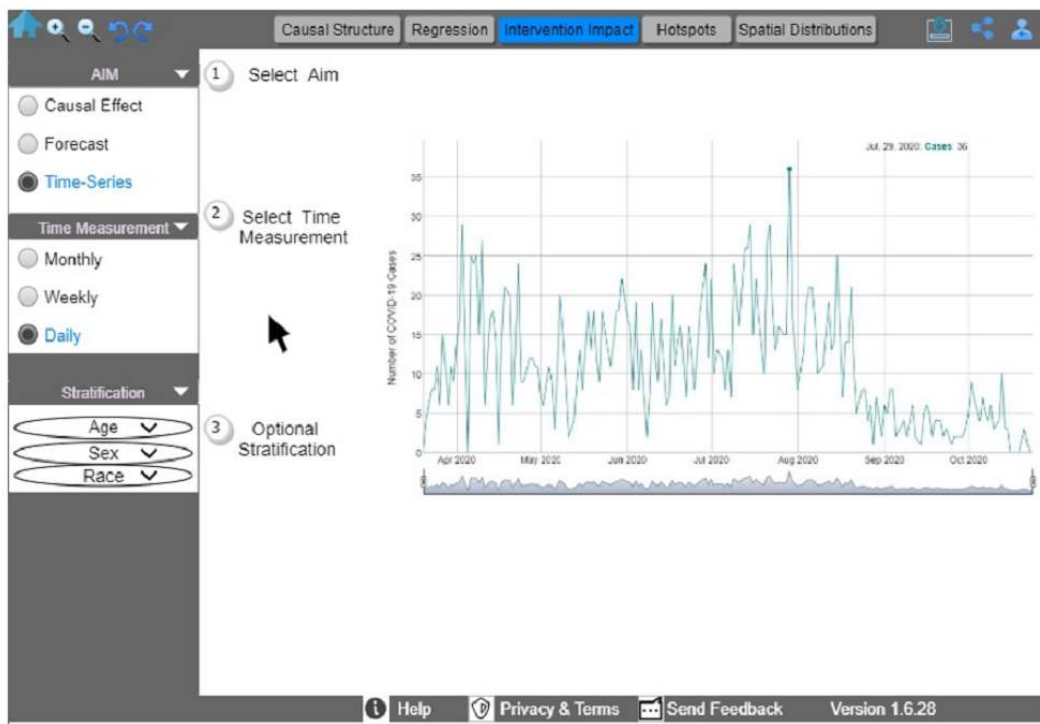 Causal Structure Regression Intervention Impact Hotspots Spatial Distributions
AIM
Causal Effect
Forecast
Time-Series
Time Measurement
Monthly
Weekly
Daily
Stratification
Age
Sex
Race
1 Select Aim
2 Select Time
Measurement
3 Optional
Stratification
Jul, 29, 2020: Cases: 36
Number of COVID-19 Cases
35
30
25
20
15
10
5
0
Apr 2020 May 2020 Jun 2020 Jul 2020 Aug 2020 Sep 2020 Oct 2020
i Help Privacy & Terms Send Feedback Version 1.6.28